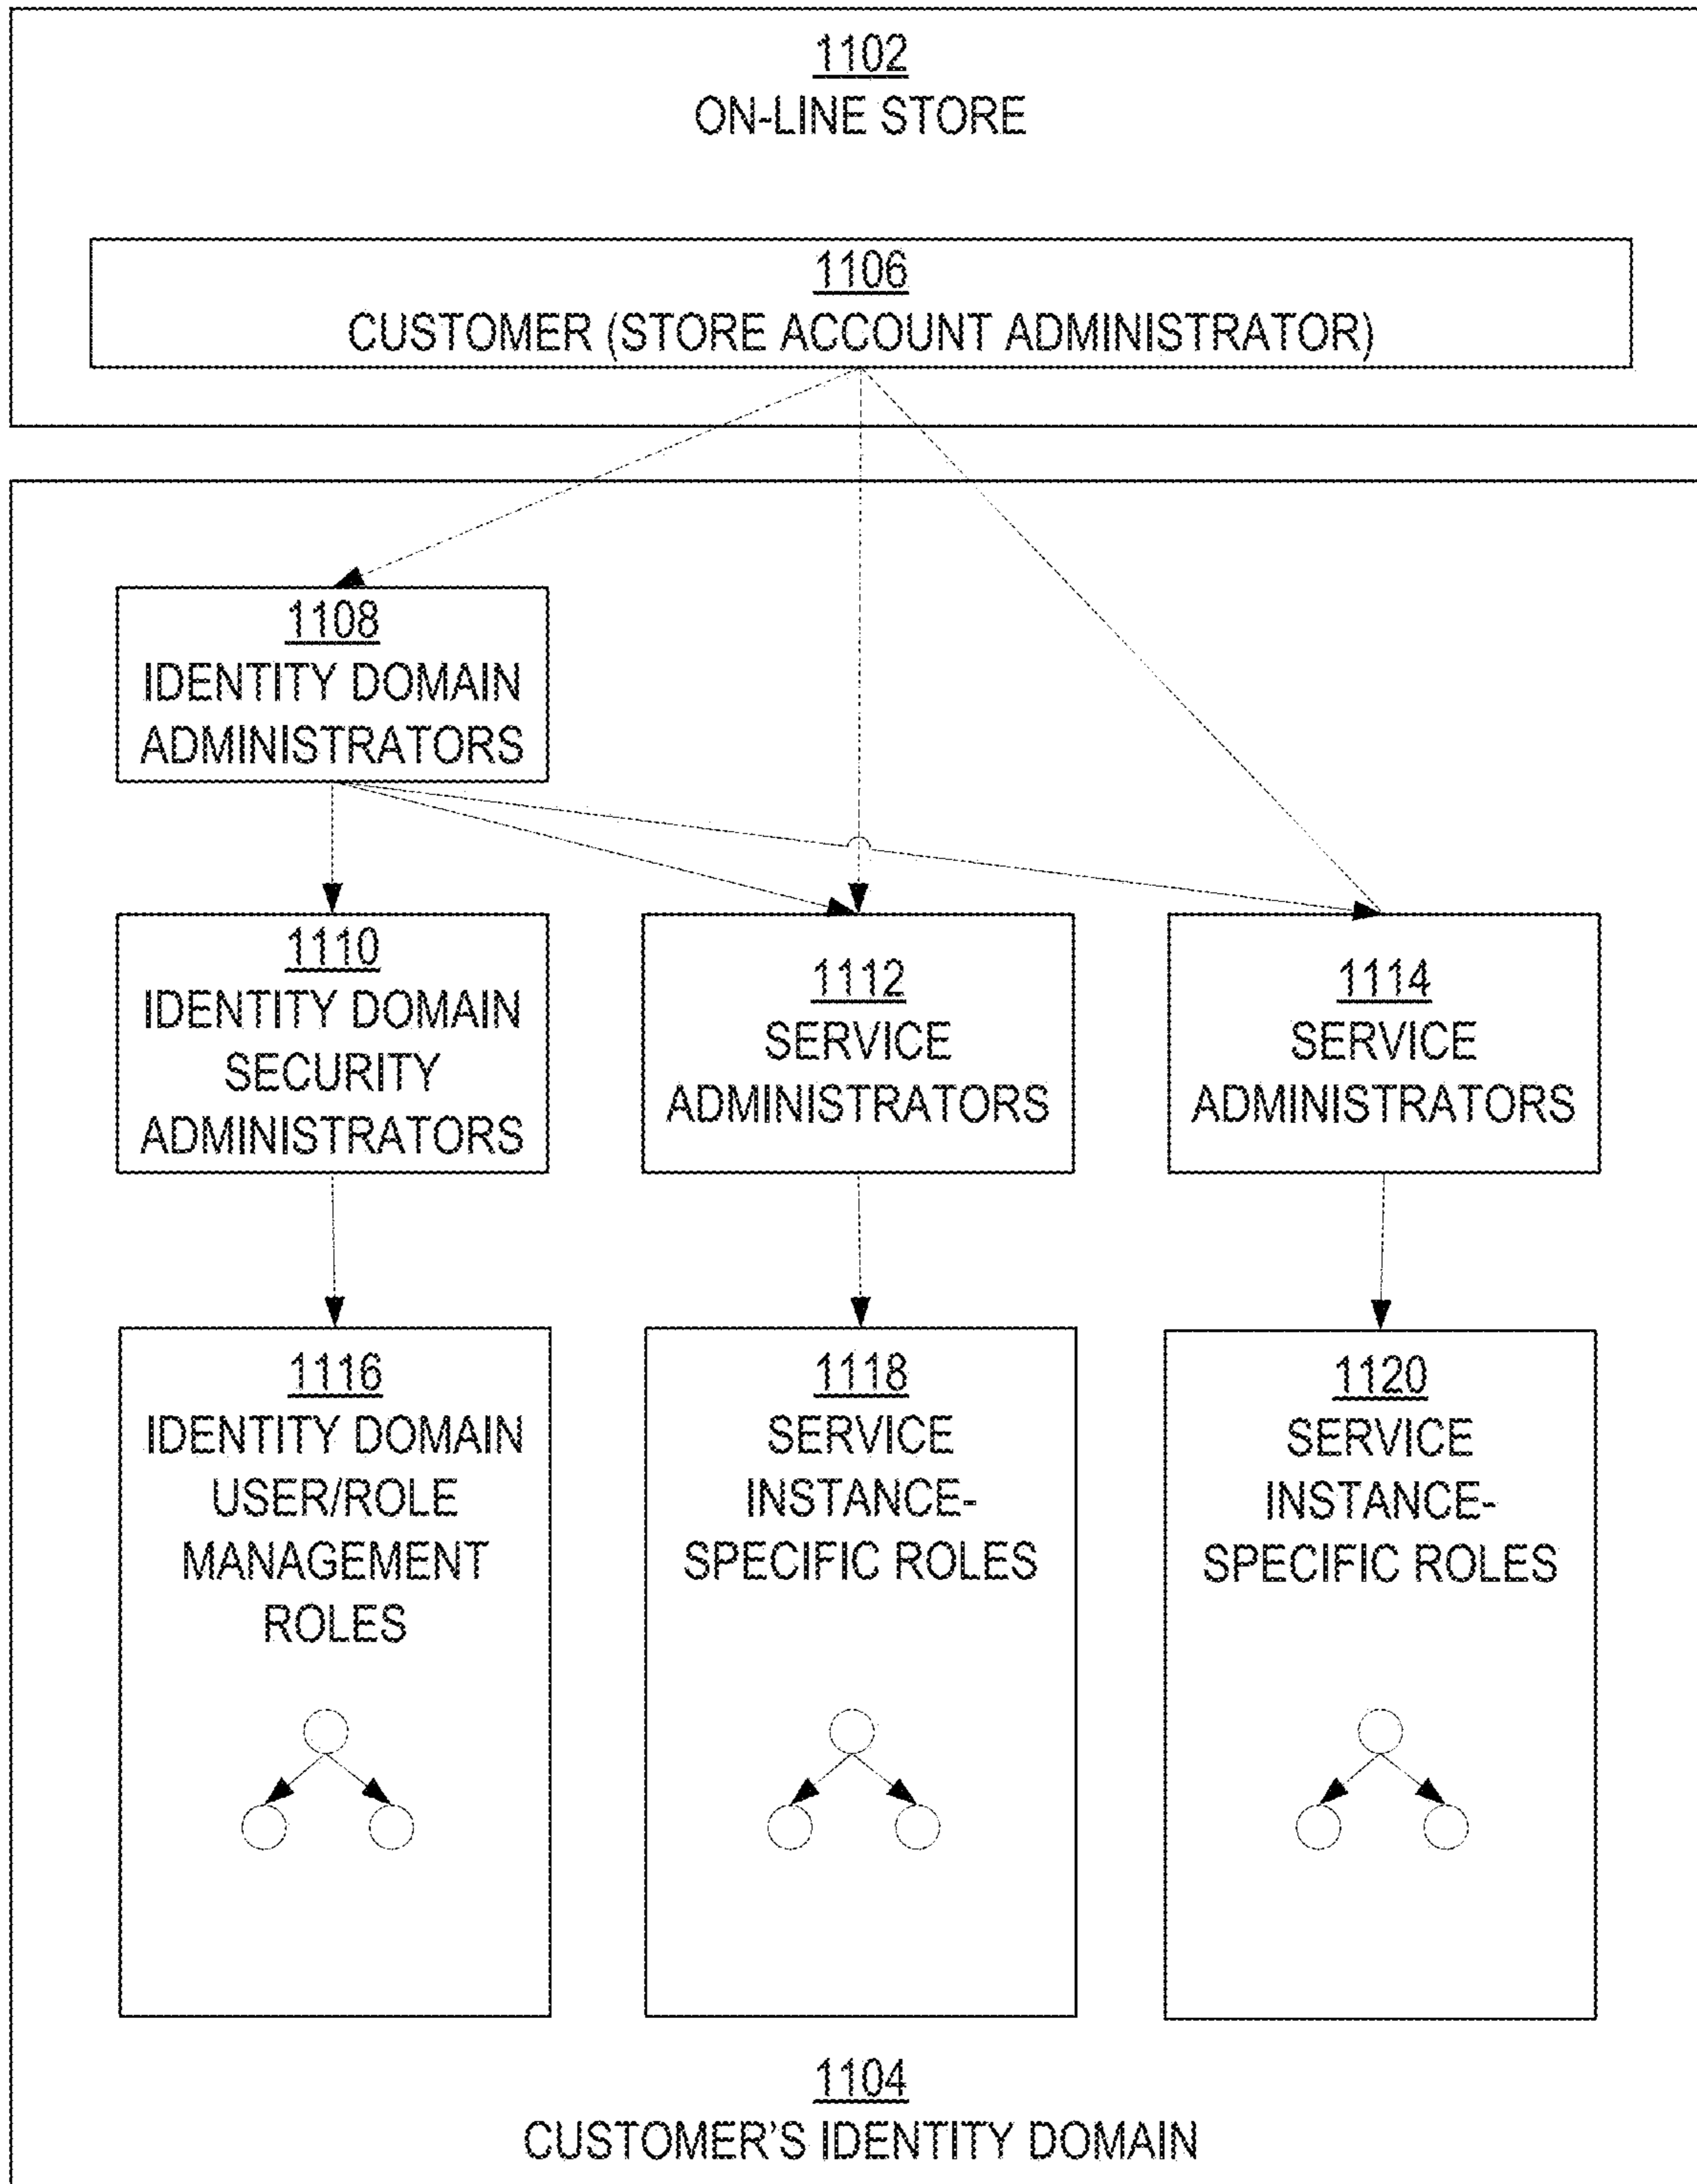 1102
ON-LINE STORE
1106
CUSTOMER (STORE ACCOUNT ADMINISTRATOR)
1108
IDENTITY DOMAIN
ADMINISTRATORS
1110
IDENTITY DOMAIN
SECURITY
ADMINISTRATORS
1112
SERVICE
ADMINISTRATORS
1114
SERVICE
ADMINISTRATORS
1116
IDENTITY DOMAIN
USER/ROLE
MANAGEMENT
ROLES
1118
SERVICE
INSTANCE-
SPECIFIC ROLES
1120
SERVICE
INSTANCE-
SPECIFIC ROLES
1104
CUSTOMER'S IDENTITY DOMAIN